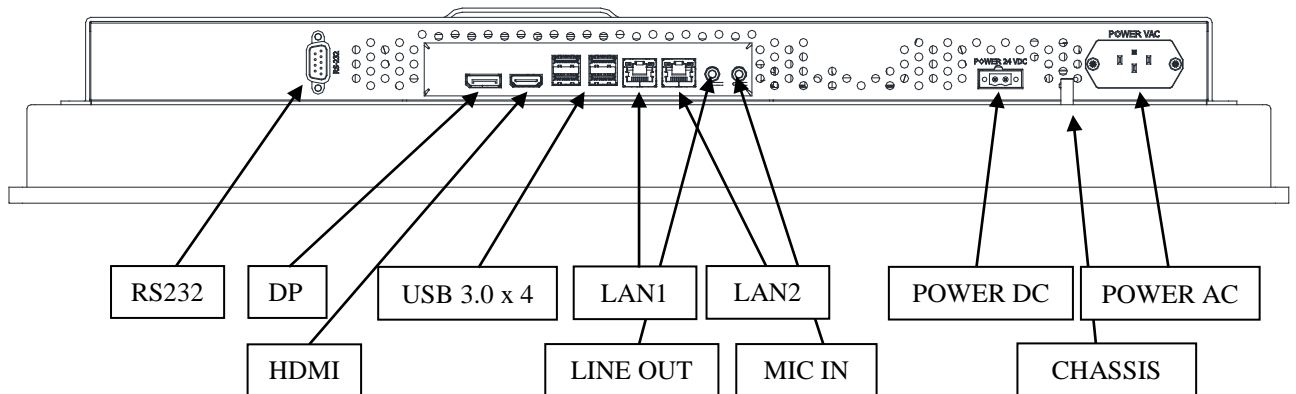 POWER VAC
RS-232
POWER 24 VDC
RS232
DP
USB 3.0 x 4
LAN1
LAN2
POWER DC
POWER AC
HDMI
LINE OUT
MIC IN
CHASSIS